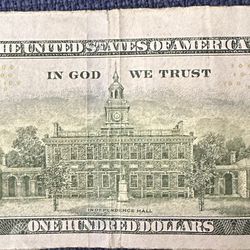 THE UNITED STATES OF AMERICA
IN GOD WE TRUST
INDEPENDENCE HALL
ONE HUNDRED DOLLARS